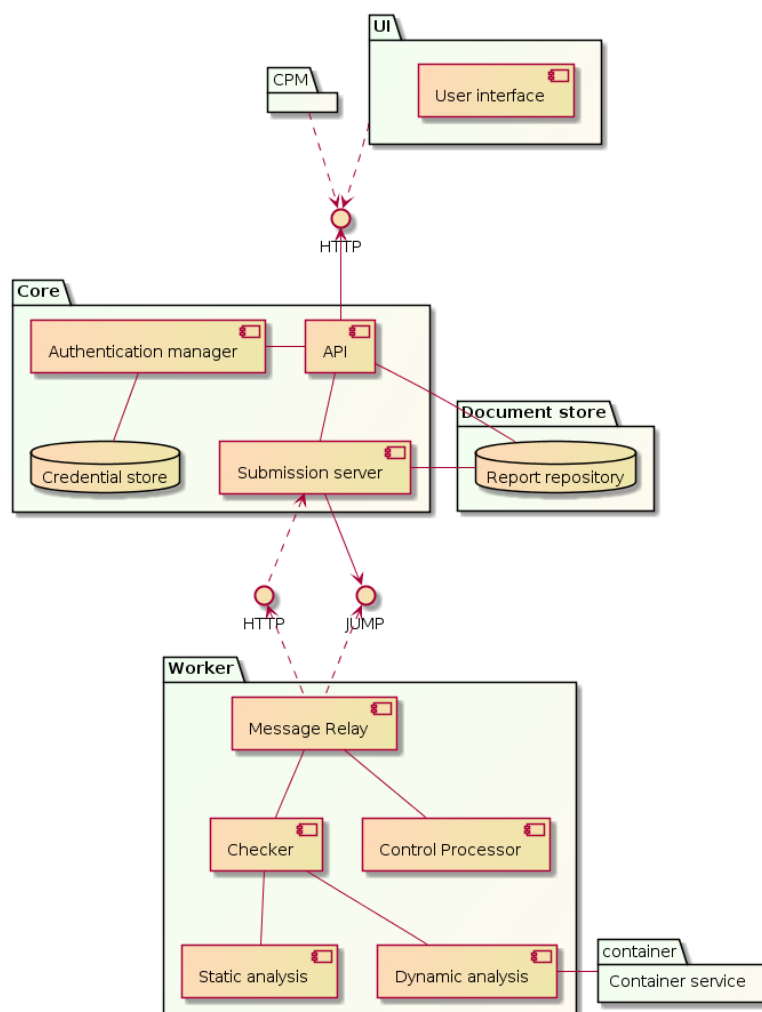 UI
CPM
User interface
HTTP
Core
Authentication manager
API
Document store
Credential store
Submission server
Report repository
HTTP
JUMP
Worker
Message Relay
Checker
Control Processor
container
Static analysis
Dynamic analysis
Container service